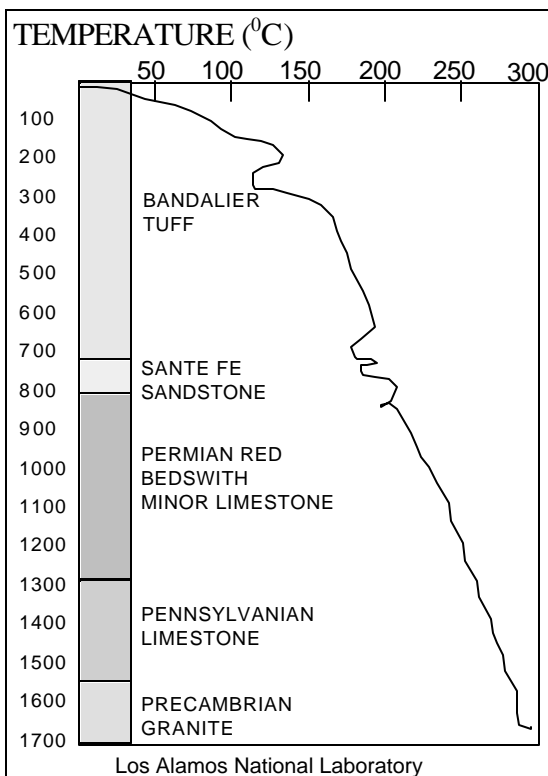 TEMPERATURE (⁰C)
50 100 150 200 250 300
100
200
300
400
500
600
700
800
900
1000
1100
1200
1300
1400
1500
1600
1700
BANDALIER
TUFF
SANTE FE
SANDSTONE
PERMIAN RED
BEDSWITH
MINOR LIMESTONE
PENNSYLVANIAN
LIMESTONE
PRECAMBRIAN
GRANITE
Los Alamos National Laboratory